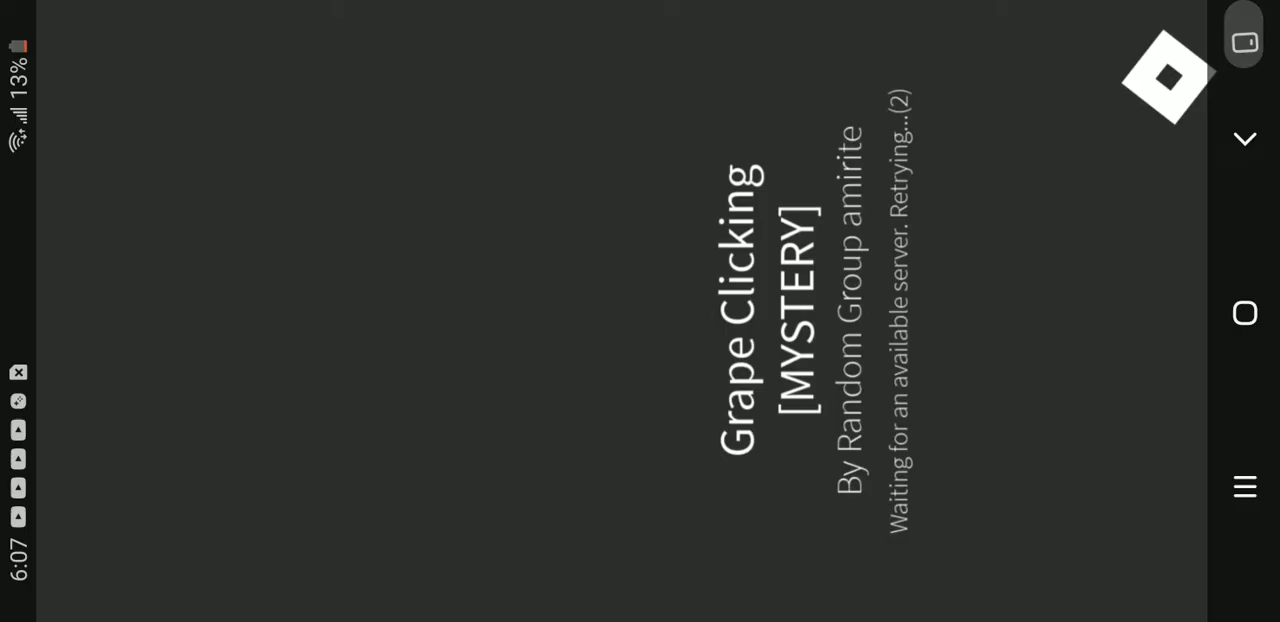 6:07
13%
Grape Clicking
[MYSTERY]
By Random Group amirite
Waiting for an available server. Retrying...(2)